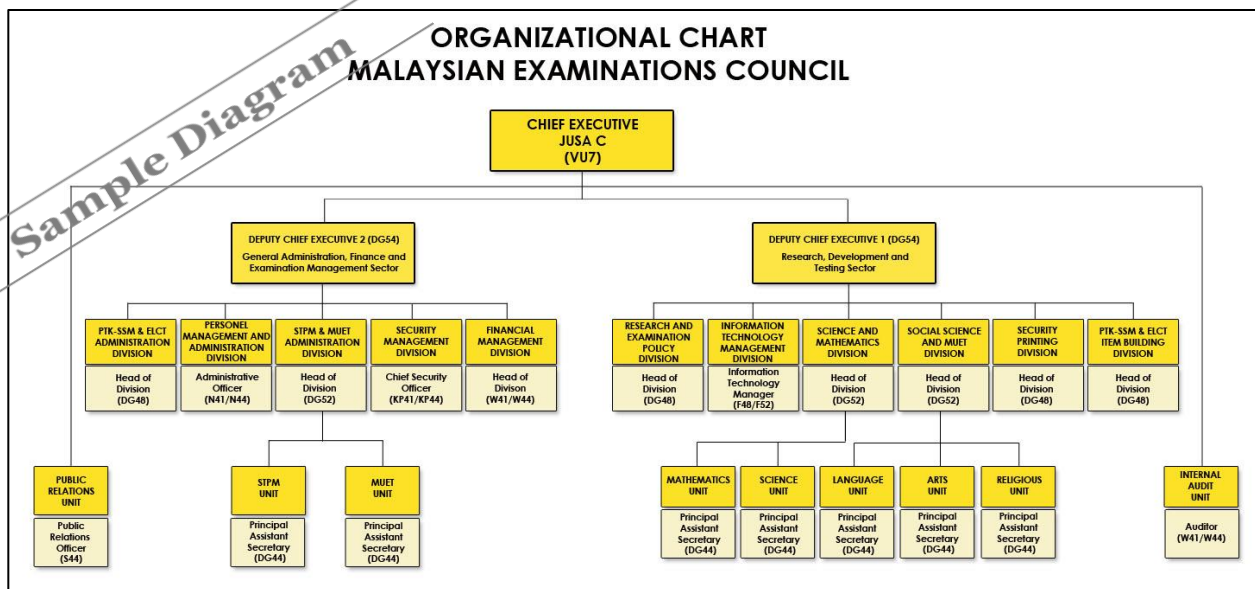 Sample Diagram
ORGANIZATIONAL CHART
MALAYSIAN EXAMINATIONS COUNCIL
CHIEF EXECUTIVE
JUSA C
(VU7)
DEPUTY CHIEF EXECUTIVE 2 (DG54)
General Administration, Finance and
Examination Management Sector
DEPUTY CHIEF EXECUTIVE 1 (DG54)
Research, Development and
Testing Sector
PTK-SSM & ELCT
ADMINISTRATION
DIVISION
Head of
Division
(DG48)
PERSONEL
MANAGEMENT AND
ADMINISTRATION
DIVISION
Administrative
Officer
(N41/N44)
STPM & MUET
ADMINISTRATION
DIVISION
Head of
Division
(DG52)
SECURITY
MANAGEMENT
DIVISION
Chief Security
Officer
(KP41/KP44)
FINANCIAL
MANAGEMENT
DIVISION
Head of
Divison
(W41/W44)
RESEARCH AND
EXAMINATION
POLICY
DIVISION
Head of
Division
(DG48)
INFORMATION
TECHNOLOGY
MANAGEMENT
DIVISION
Information
Technology
Manager
(F48/F52)
SCIENCE AND
MATHEMATICS
DIVISION
Head of
Division
(DG52)
SOCIAL SCIENCE
AND MUET
DIVISION
Head of
Division
(DG52)
SECURITY
PRINTING
DIVISION
Head of
Division
(DG48)
PTK-SSM & ELCT
ITEM BUILDING
DIVISION
Head of
Division
(DG48)
PUBLIC
RELATIONS
UNIT
Public
Relations
Officer
(S44)
STPM
UNIT
Principal
Assistant
Secretary
(DG44)
MUET
UNIT
Principal
Assistant
Secretary
(DG44)
MATHEMATICS
UNIT
Principal
Assistant
Secretary
(DG44)
SCIENCE
UNIT
Principal
Assistant
Secretary
(DG44)
LANGUAGE
UNIT
Principal
Assistant
Secretary
(DG44)
ARTS
UNIT
Principal
Assistant
Secretary
(DG44)
RELIGIOUS
UNIT
Principal
Assistant
Secretary
(DG44)
INTERNAL
AUDIT
UNIT
Auditor
(W41/W44)